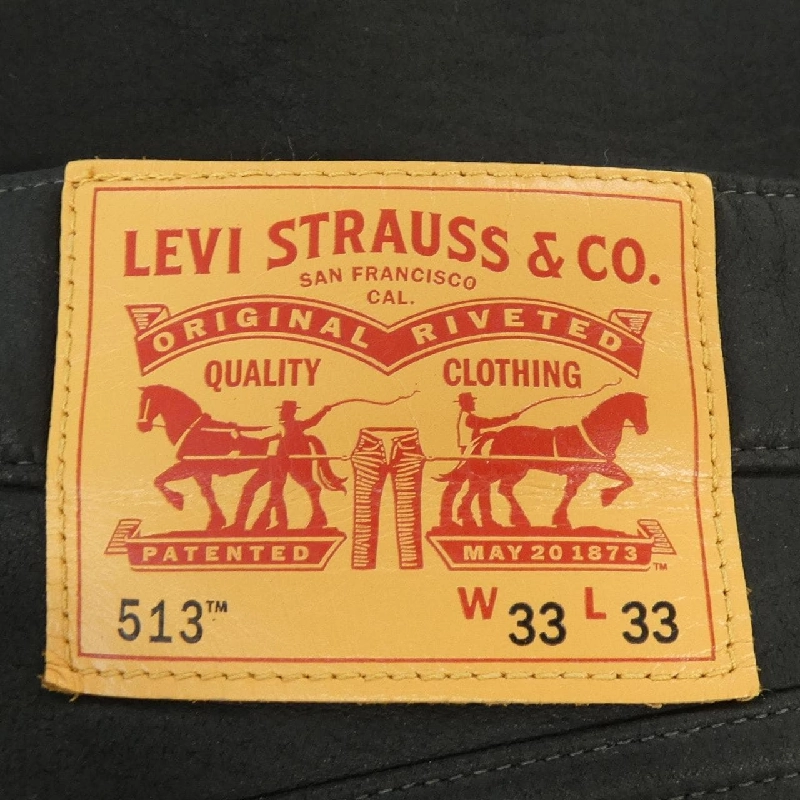 LEVI STRAUSS & CO.
SAN FRANCISCO
CAL.
ORIGINAL RIVETED
QUALITY CLOTHING
PATENTED MAY 20 1873 ™
513™ W 33 L 33